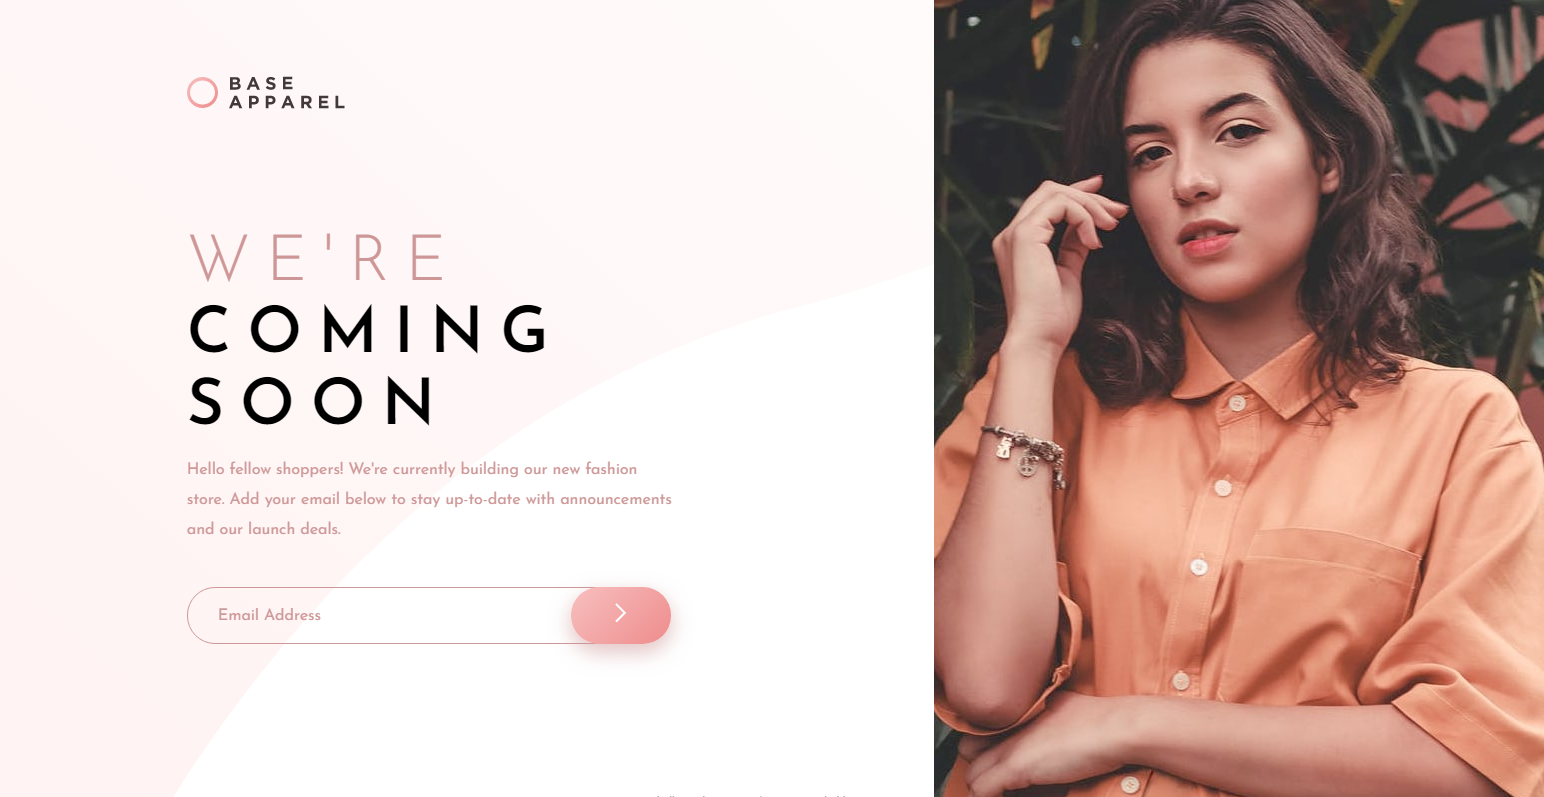 BASE
APPAREL
WE'RE
COMING
SOON
Hello fellow shoppers! We're currently building our new fashion
store. Add your email below to stay up-to-date with announcements
and our launch deals.
Email Address